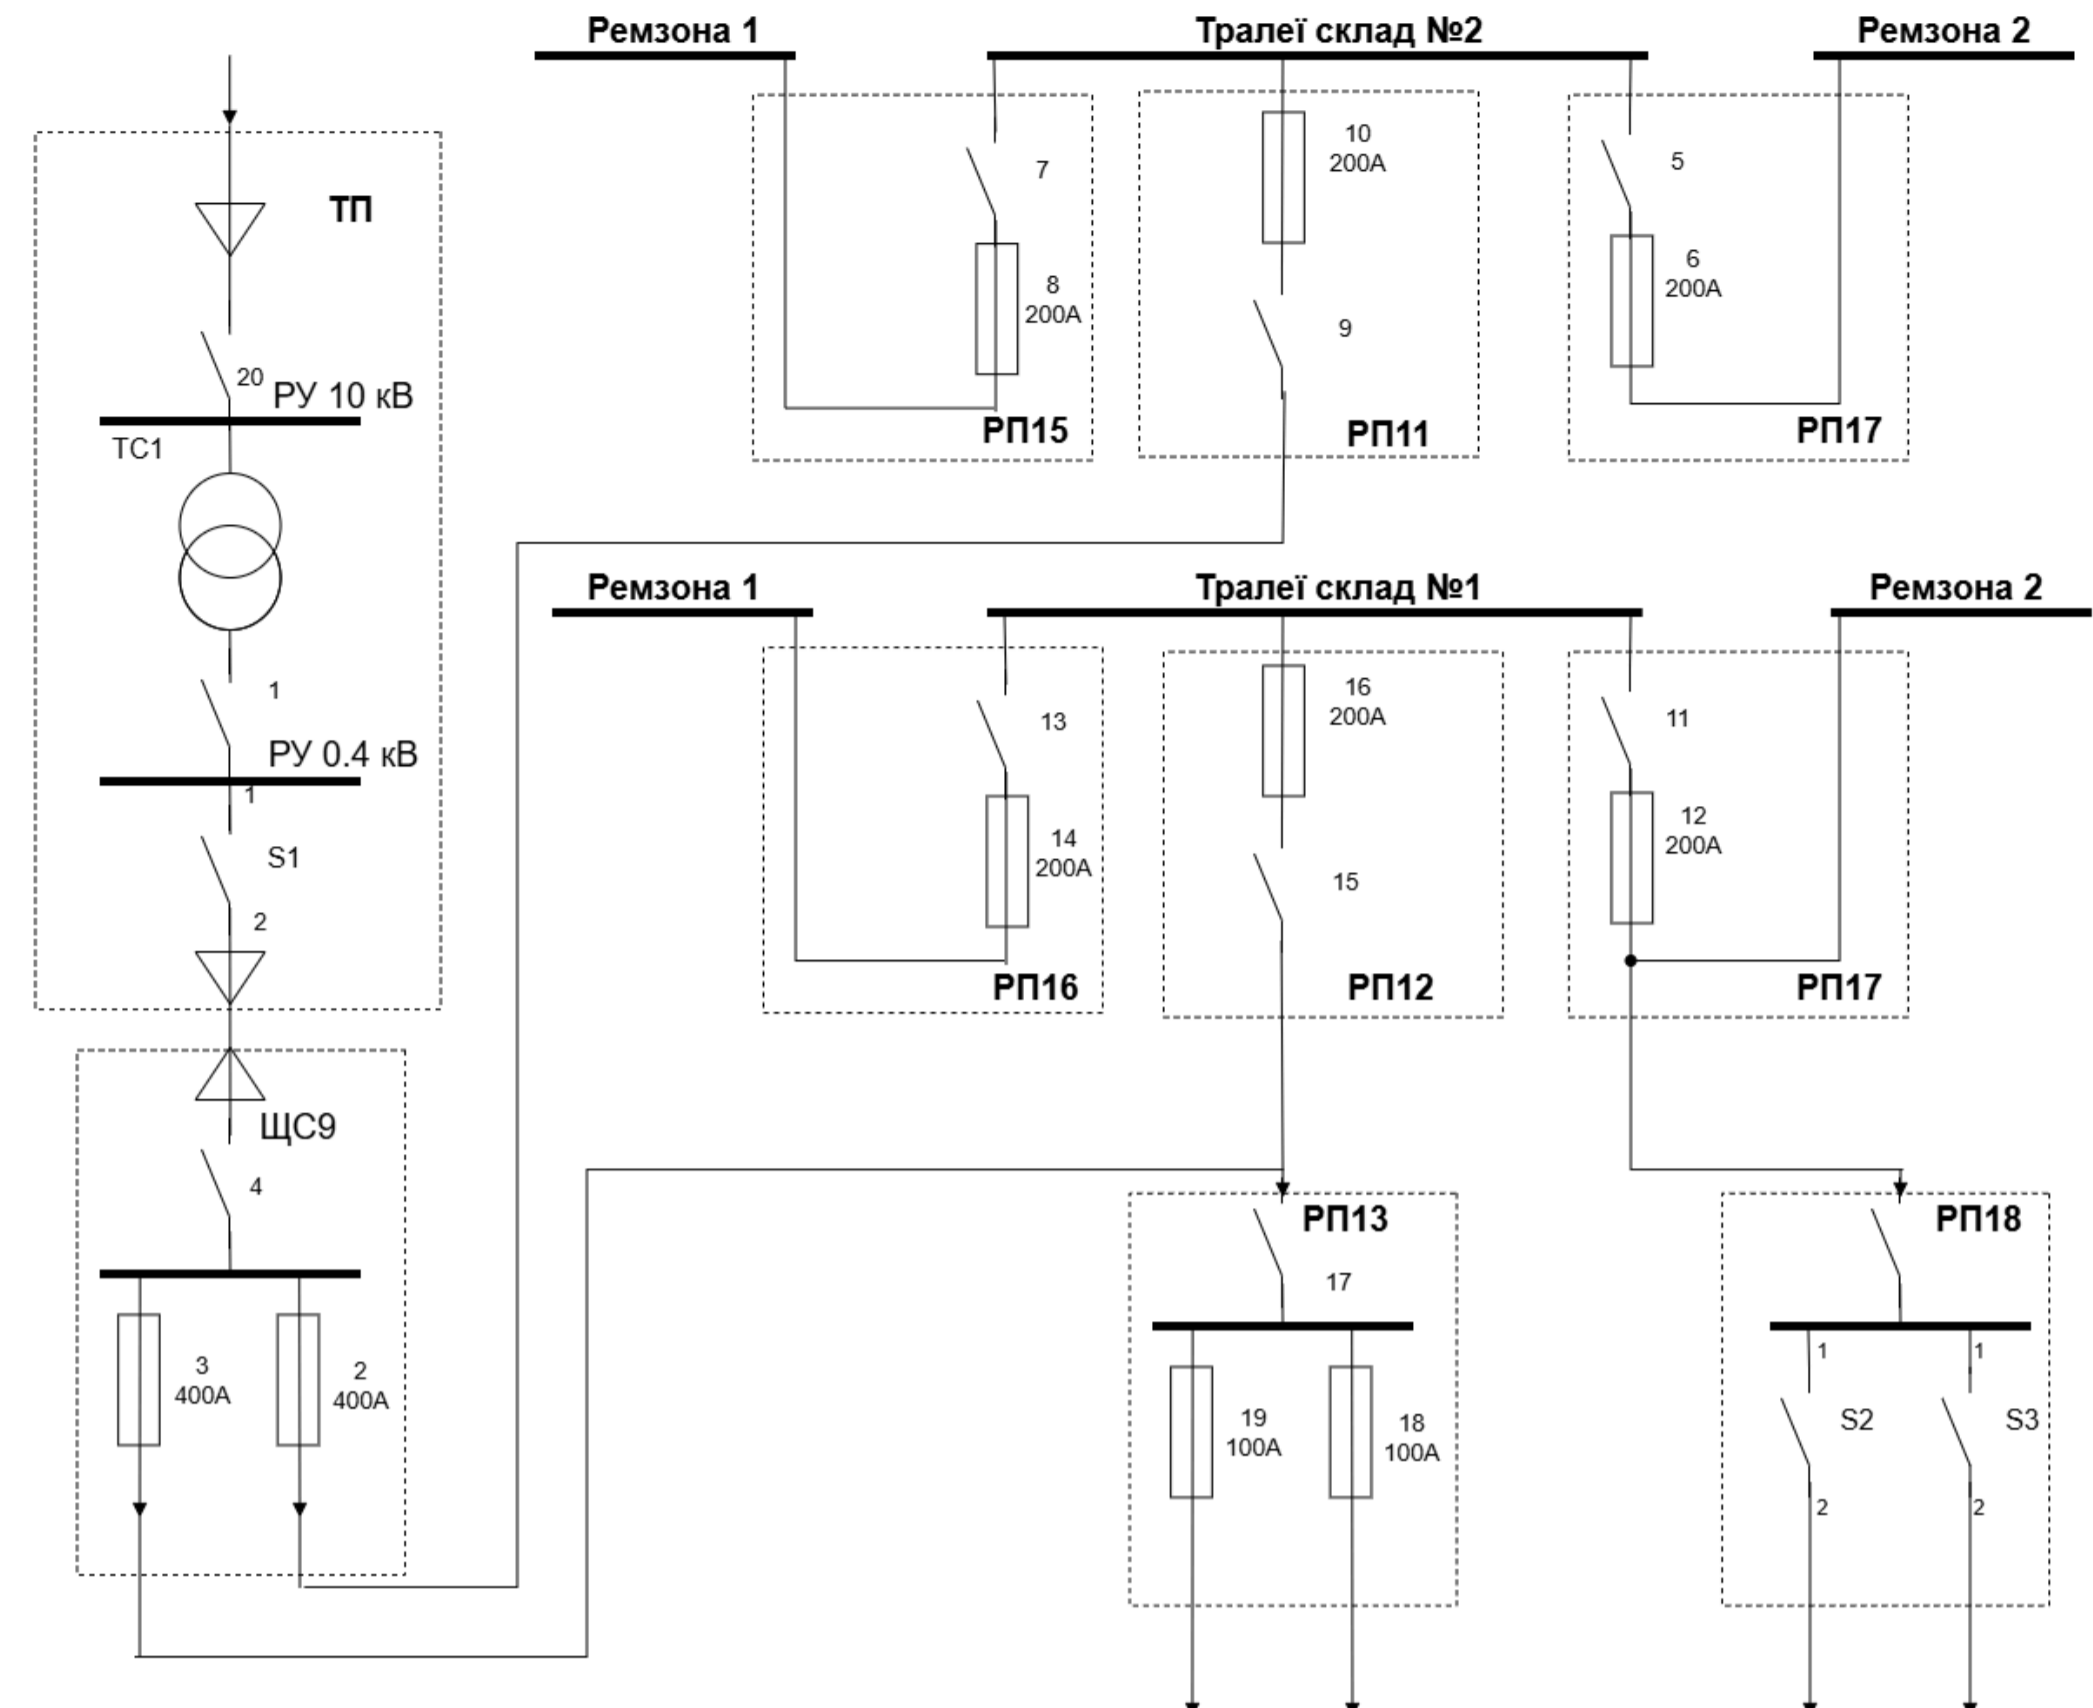 Ремзона 1
Тралеї склад №2
Ремзона 2
ТП
20
РУ 10 кВ
ТС1
1
РУ 0.4 кВ
1
S1
2
7
8
200А
РП15
10
200А
9
РП11
5
6
200А
РП17
Ремзона 1
Тралеї склад №1
Ремзона 2
13
14
200А
РП16
16
200А
15
РП12
11
12
200А
РП17
ЩС9
4
3
400А
2
400А
РП13
17
19
100А
18
100А
РП18
1
S2
2
1
S3
2